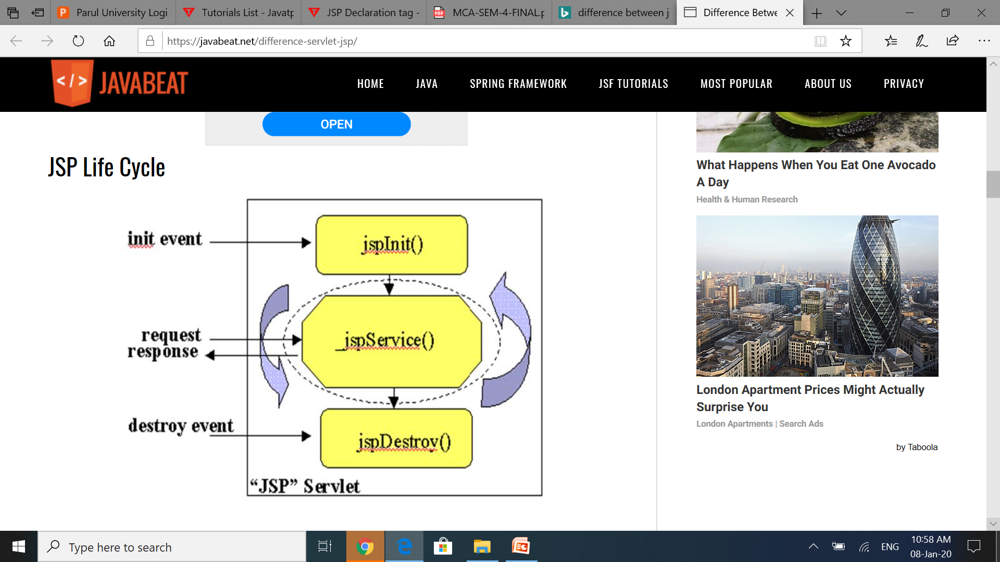 Parul University Logi
Tutorials List - Javatp
JSP Declaration tag -
MCA-SEM-4-FINAL.p
difference between j
Difference Betwe
https://javabeat.net/difference-servlet-jsp/
</> JAVABEAT
HOME
JAVA
SPRING FRAMEWORK
JSF TUTORIALS
MOST POPULAR
ABOUT US
PRIVACY
OPEN
JSP Life Cycle
init event
jspInit()
request
response
_jspService()
destroy event
jspDestroy()
“JSP” Servlet
What Happens When You Eat One Avocado
A Day
Health & Human Research
London Apartment Prices Might Actually
Surprise You
London Apartments | Search Ads
by Taboola
Type here to search
ENG
10:58 AM
08-Jan-20